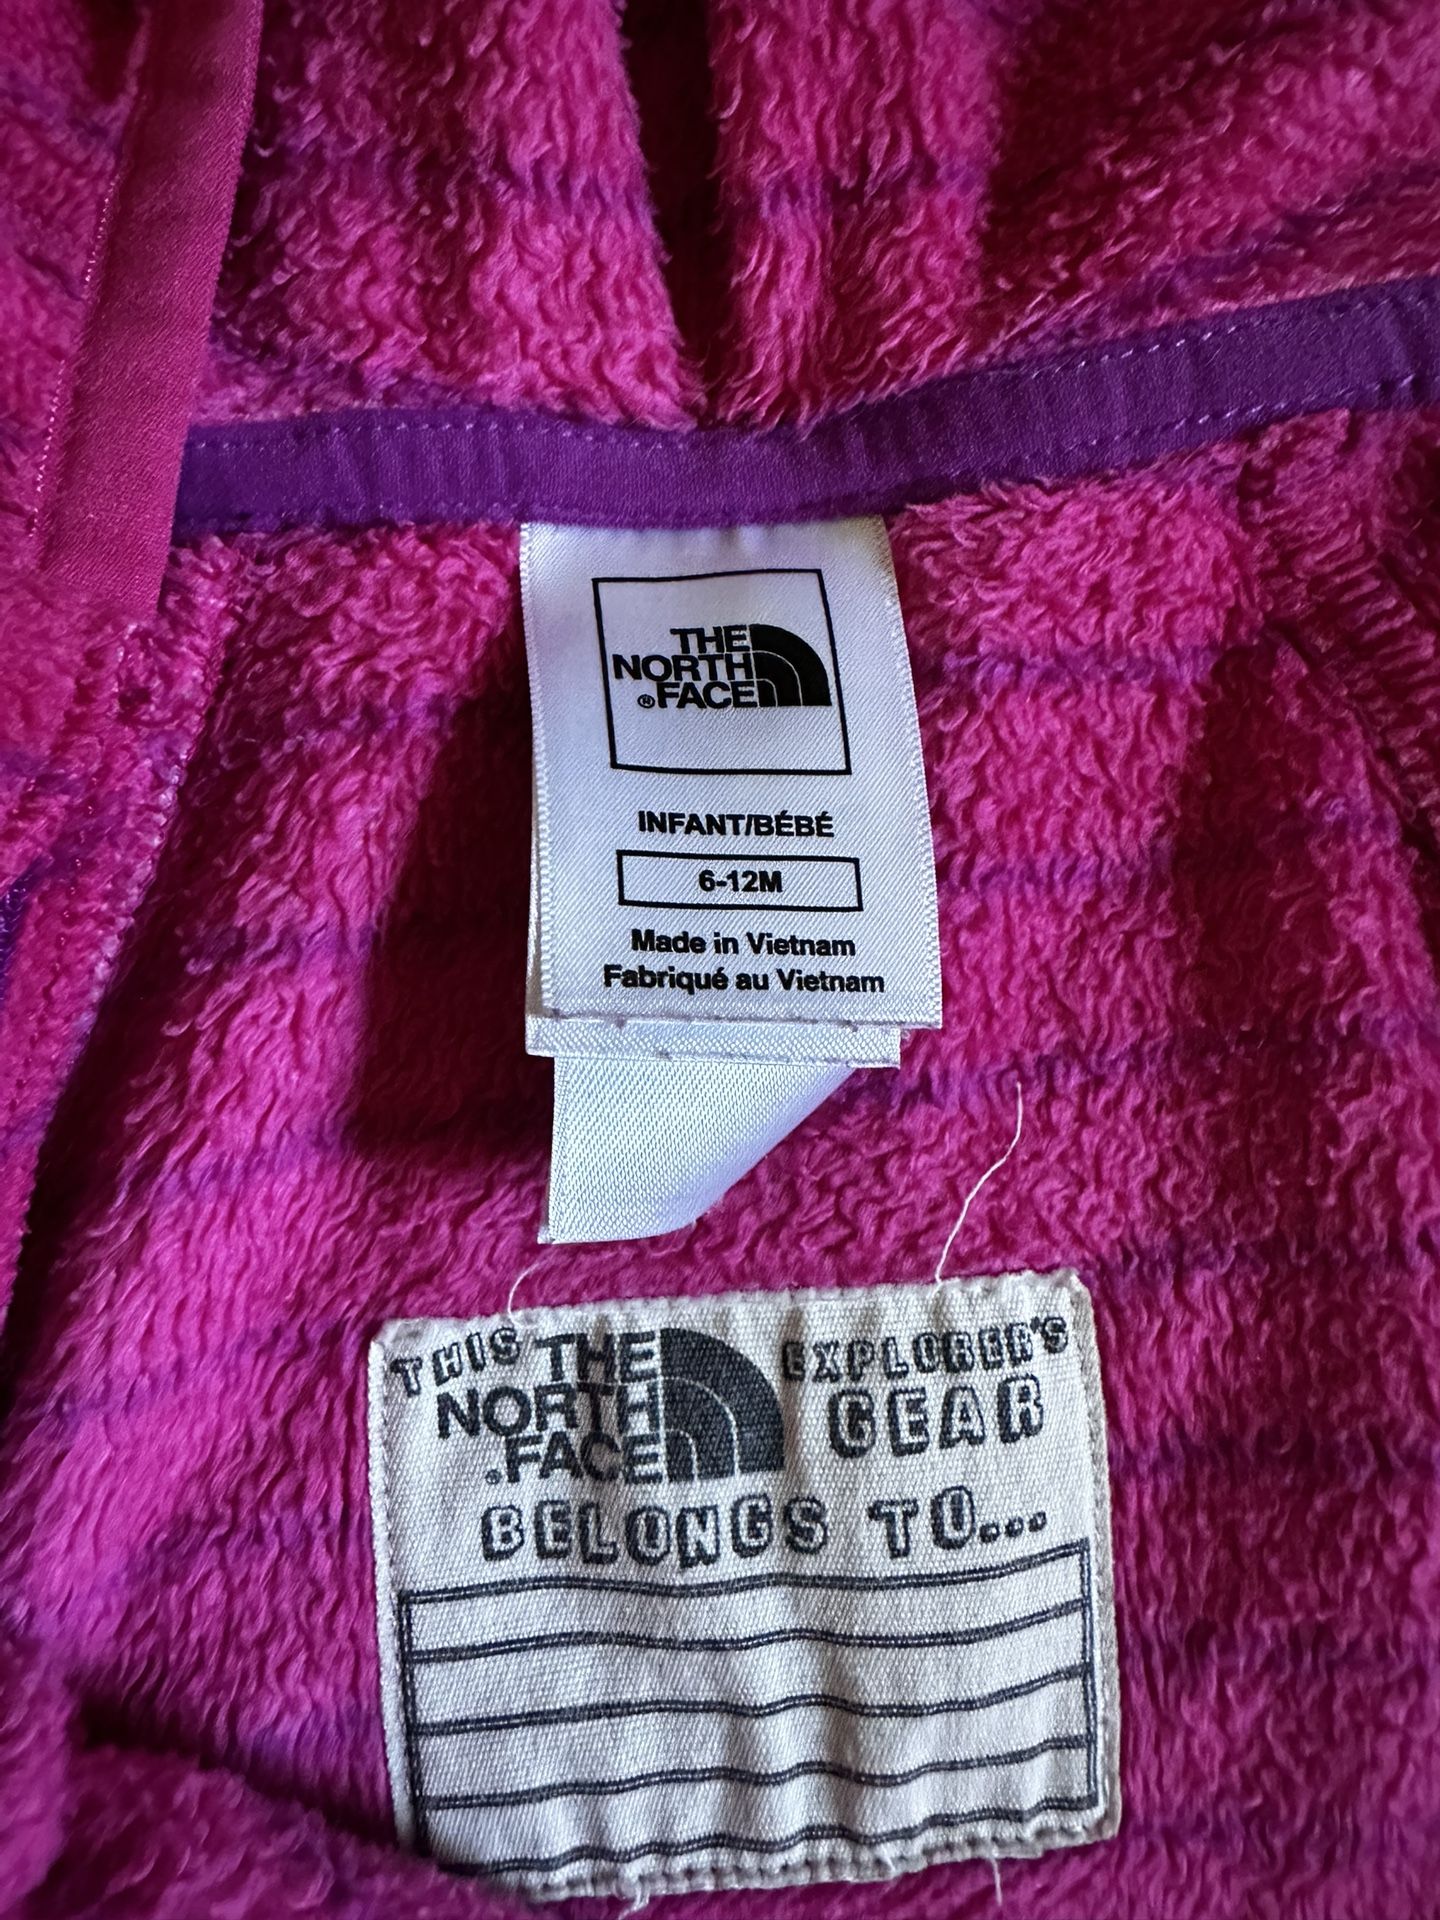 THE
NORTH
®FACE
INFANT/BÉBÉ
6-12M
Made in Vietnam
Fabriqué au Vietnam
THIS THE NORTH FACE EXPLORER'S GEAR
BELONGS TO...